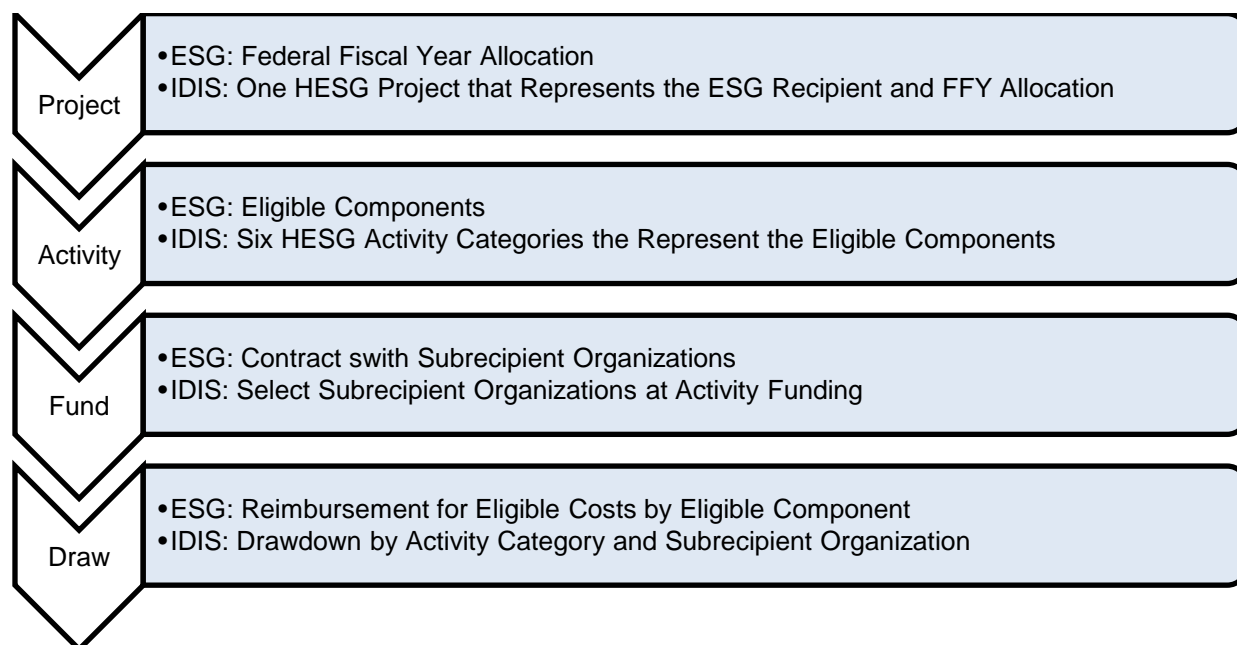 Project
•ESG: Federal Fiscal Year Allocation
•IDIS: One HESG Project that Represents the ESG Recipient and FFY Allocation
Activity
•ESG: Eligible Components
•IDIS: Six HESG Activity Categories the Represent the Eligible Components
Fund
•ESG: Contract swith Subrecipient Organizations
•IDIS: Select Subrecipient Organizations at Activity Funding
Draw
•ESG: Reimbursement for Eligible Costs by Eligible Component
•IDIS: Drawdown by Activity Category and Subrecipient Organization